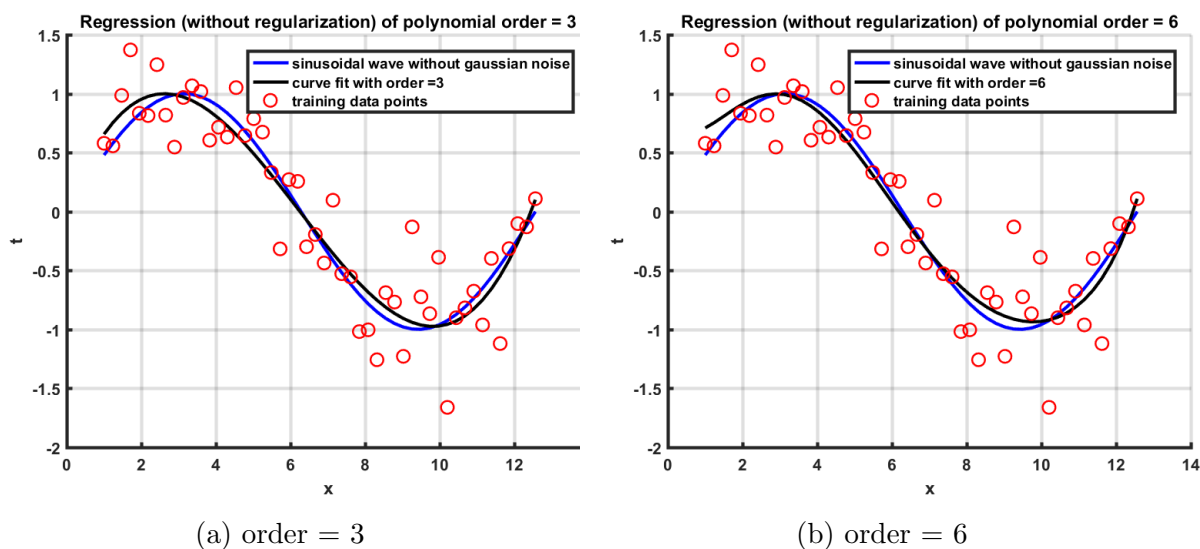 Regression (without regularization) of polynomial order = 3
1.5
1
0.5
0
-0.5
-1
-1.5
-2
t
sinusoidal wave without gaussian noise
curve fit with order =3
training data points
0 2 4 6 8 10 12
x
(a) order = 3
Regression (without regularization) of polynomial order = 6
1.5
1
0.5
0
-0.5
-1
-1.5
-2
t
sinusoidal wave without gaussian noise
curve fit with order =6
training data points
0 2 4 6 8 10 12 14
x
(b) order = 6